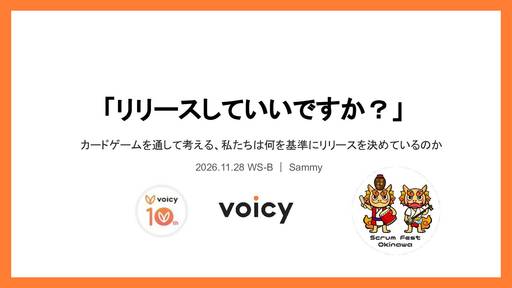 「リリースしていいですか？」
カードゲームを通して考える、私たちは何を基準にリリースを決めているのか
2026.11.28 WS-B ｜ Sammy
voicy
10th
voicy
Scrum Fest
Okinawa